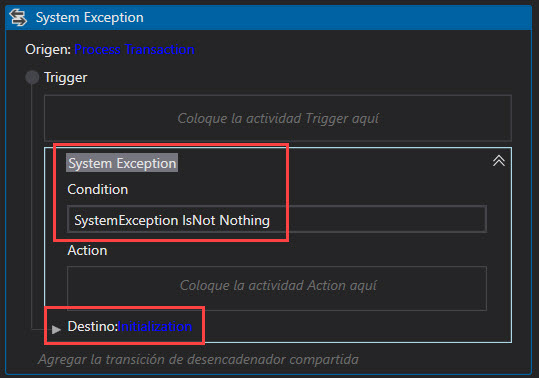 System Exception
Origen: Process Transaction
Trigger
Coloque la actividad Trigger aquí
System Exception
Condition
SystemException IsNot Nothing
Action
Coloque la actividad Action aquí
Destino:Initialization
Agregar la transición de desencadenador compartida